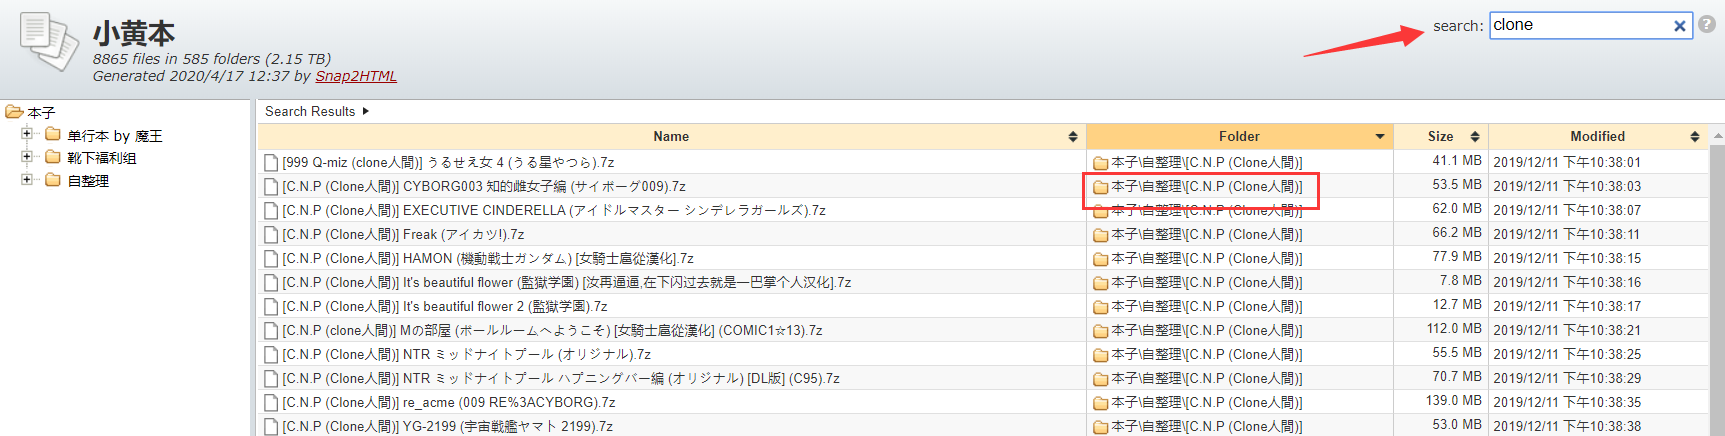 小黄本
8865 files in 585 folders (2.15 TB)
Generated 2020/4/17 12:37 by Snap2HTML
search: clone
本子
单行本 by 魔王
靴下福利组
自整理
Search Results
Name Folder Size Modified
[999 Q-miz (clone人間)] うるせえ女 4 (うる星やつら).7z 本子\自整理\[C.N.P (Clone人間)] 41.1 MB 2019/12/11 下午10:38:01
[C.N.P (Clone人間)] CYBORG003 知的雌女子編 (サイボーグ009).7z 本子\自整理\[C.N.P (Clone人間)] 53.5 MB 2019/12/11 下午10:38:03
[C.N.P (Clone人間)] EXECUTIVE CINDERELLA (アイドルマスター シンデレラガールズ).7z 本子\自整理\[C.N.P (Clone人間)] 62.0 MB 2019/12/11 下午10:38:07
[C.N.P (Clone人間)] Freak (アイカツ!).7z 本子\自整理\[C.N.P (Clone人間)] 66.2 MB 2019/12/11 下午10:38:11
[C.N.P (Clone人間)] HAMON (機動戦士ガンダム) [女騎士扈從漢化].7z 本子\自整理\[C.N.P (Clone人間)] 77.9 MB 2019/12/11 下午10:38:15
[C.N.P (Clone人間)] It's beautiful flower (監獄学園) [汝再逼逼,在下闪过去就是一巴掌个人汉化].7z 本子\自整理\[C.N.P (Clone人間)] 7.8 MB 2019/12/11 下午10:38:16
[C.N.P (Clone人間)] It's beautiful flower 2 (監獄学園).7z 本子\自整理\[C.N.P (Clone人間)] 12.7 MB 2019/12/11 下午10:38:17
[C.N.P (clone人間)] Mの部屋 (ボールルームへようこそ) [女騎士扈從漢化] (COMIC1☆13).7z 本子\自整理\[C.N.P (Clone人間)] 112.0 MB 2019/12/11 下午10:38:21
[C.N.P (Clone人間)] NTR ミッドナイトプール (オリジナル).7z 本子\自整理\[C.N.P (Clone人間)] 55.5 MB 2019/12/11 下午10:38:25
[C.N.P (Clone人間)] NTR ミッドナイトプール ハプニングバー編 (オリジナル) [DL版] (C95).7z 本子\自整理\[C.N.P (Clone人間)] 70.7 MB 2019/12/11 下午10:38:29
[C.N.P (Clone人間)] re_acme (009 RE%3ACYBORG).7z 本子\自整理\[C.N.P (Clone人間)] 139.0 MB 2019/12/11 下午10:38:35
[C.N.P (Clone人間)] YG-2199 (宇宙戦艦ヤマト 2199).7z 本子\自整理\[C.N.P (Clone人間)] 53.0 MB 2019/12/11 下午10:38:38